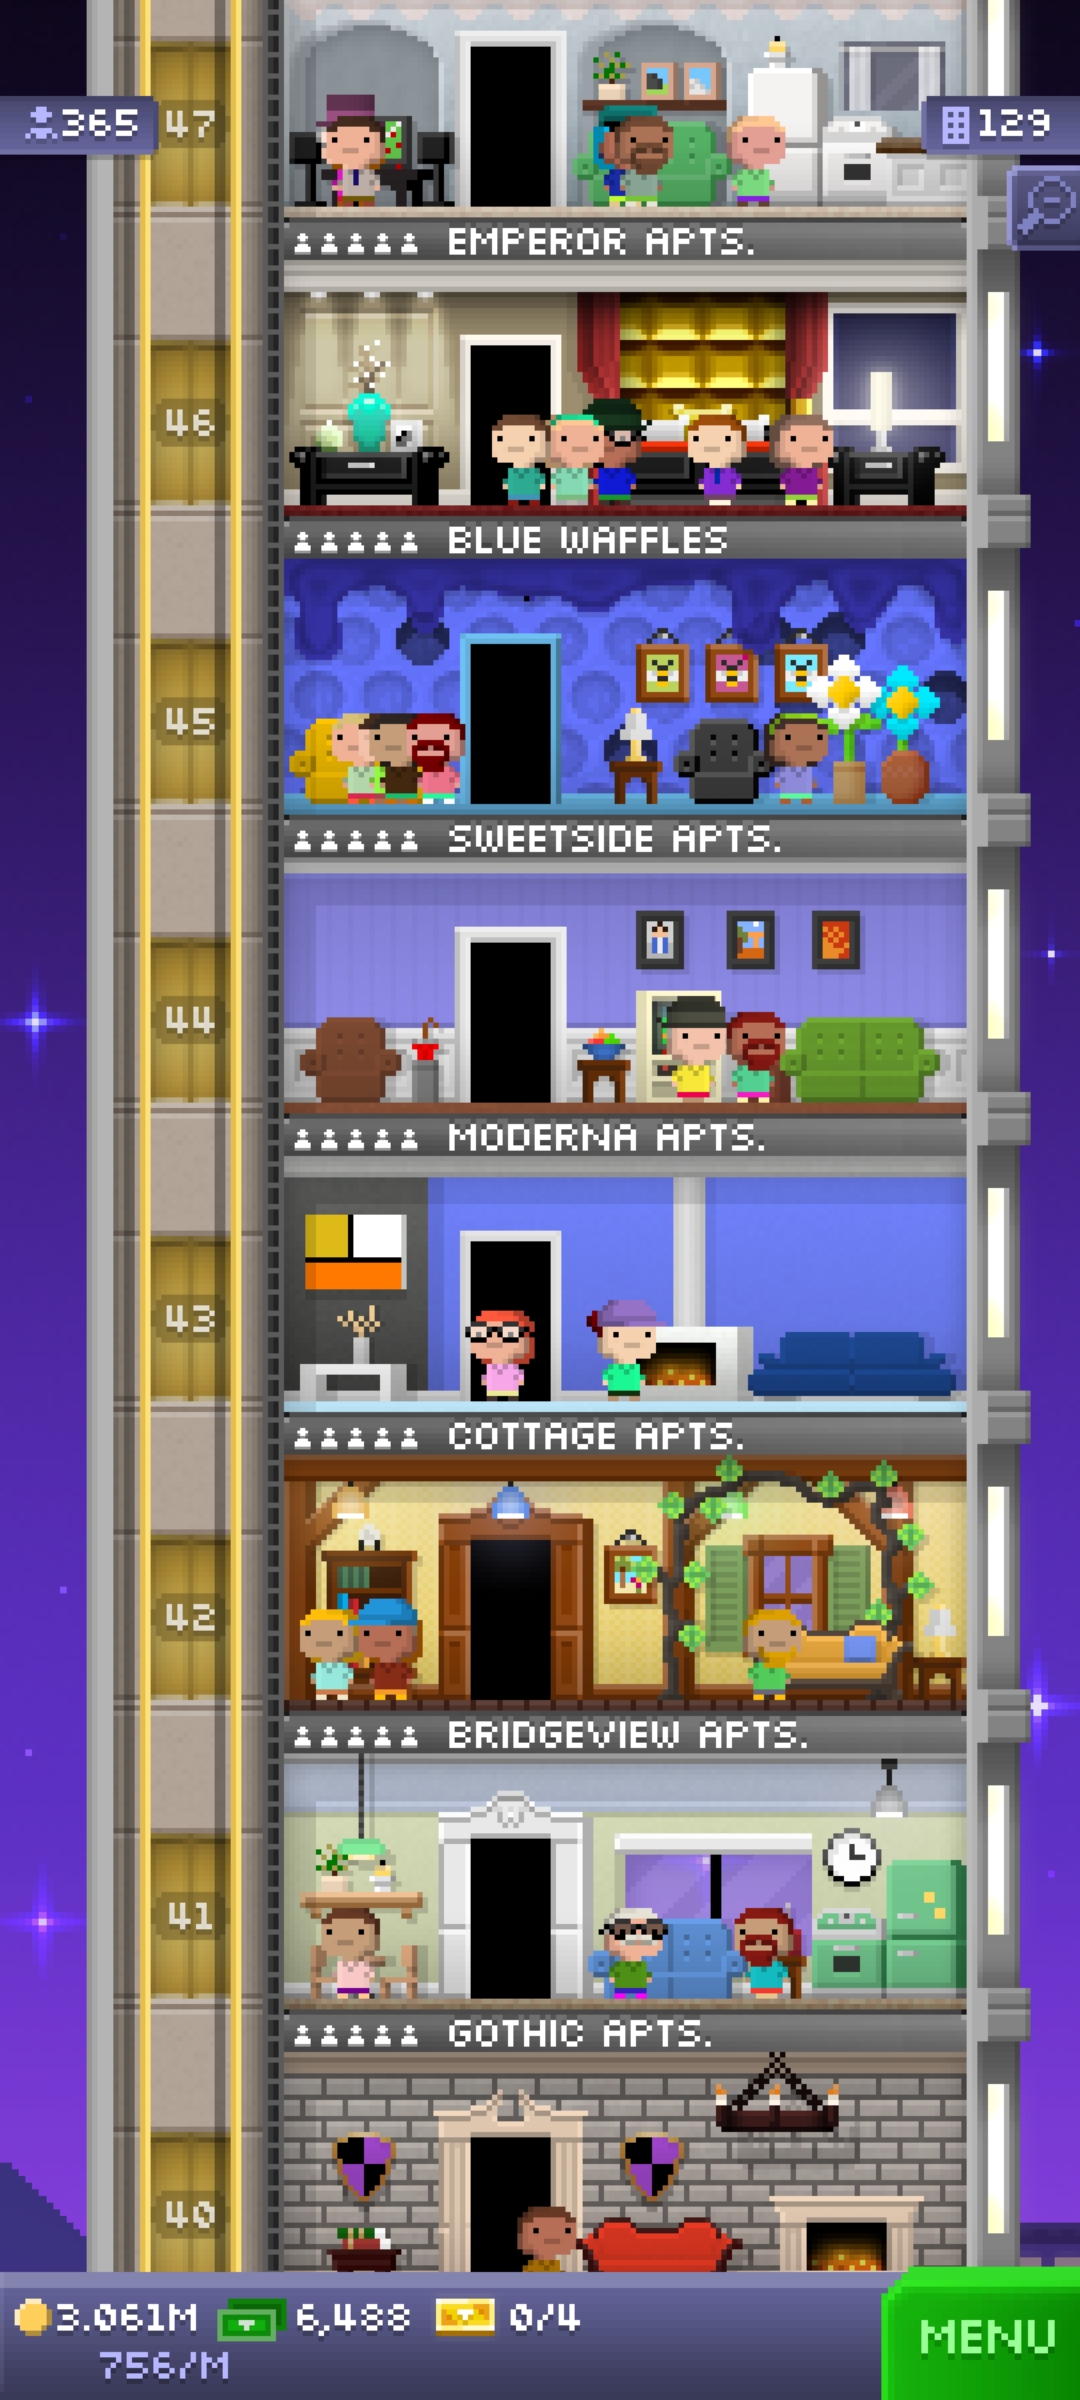 365
47
129
EMPEROR APTS.
46
BLUE WAFFLES
45
SWEETSIDE APTS.
44
MODERNA APTS.
43
COTTAGE APTS.
42
BRIDGEVIEW APTS.
41
GOTHIC APTS.
40
3.061M 6,488 0/4
756/M
MENU